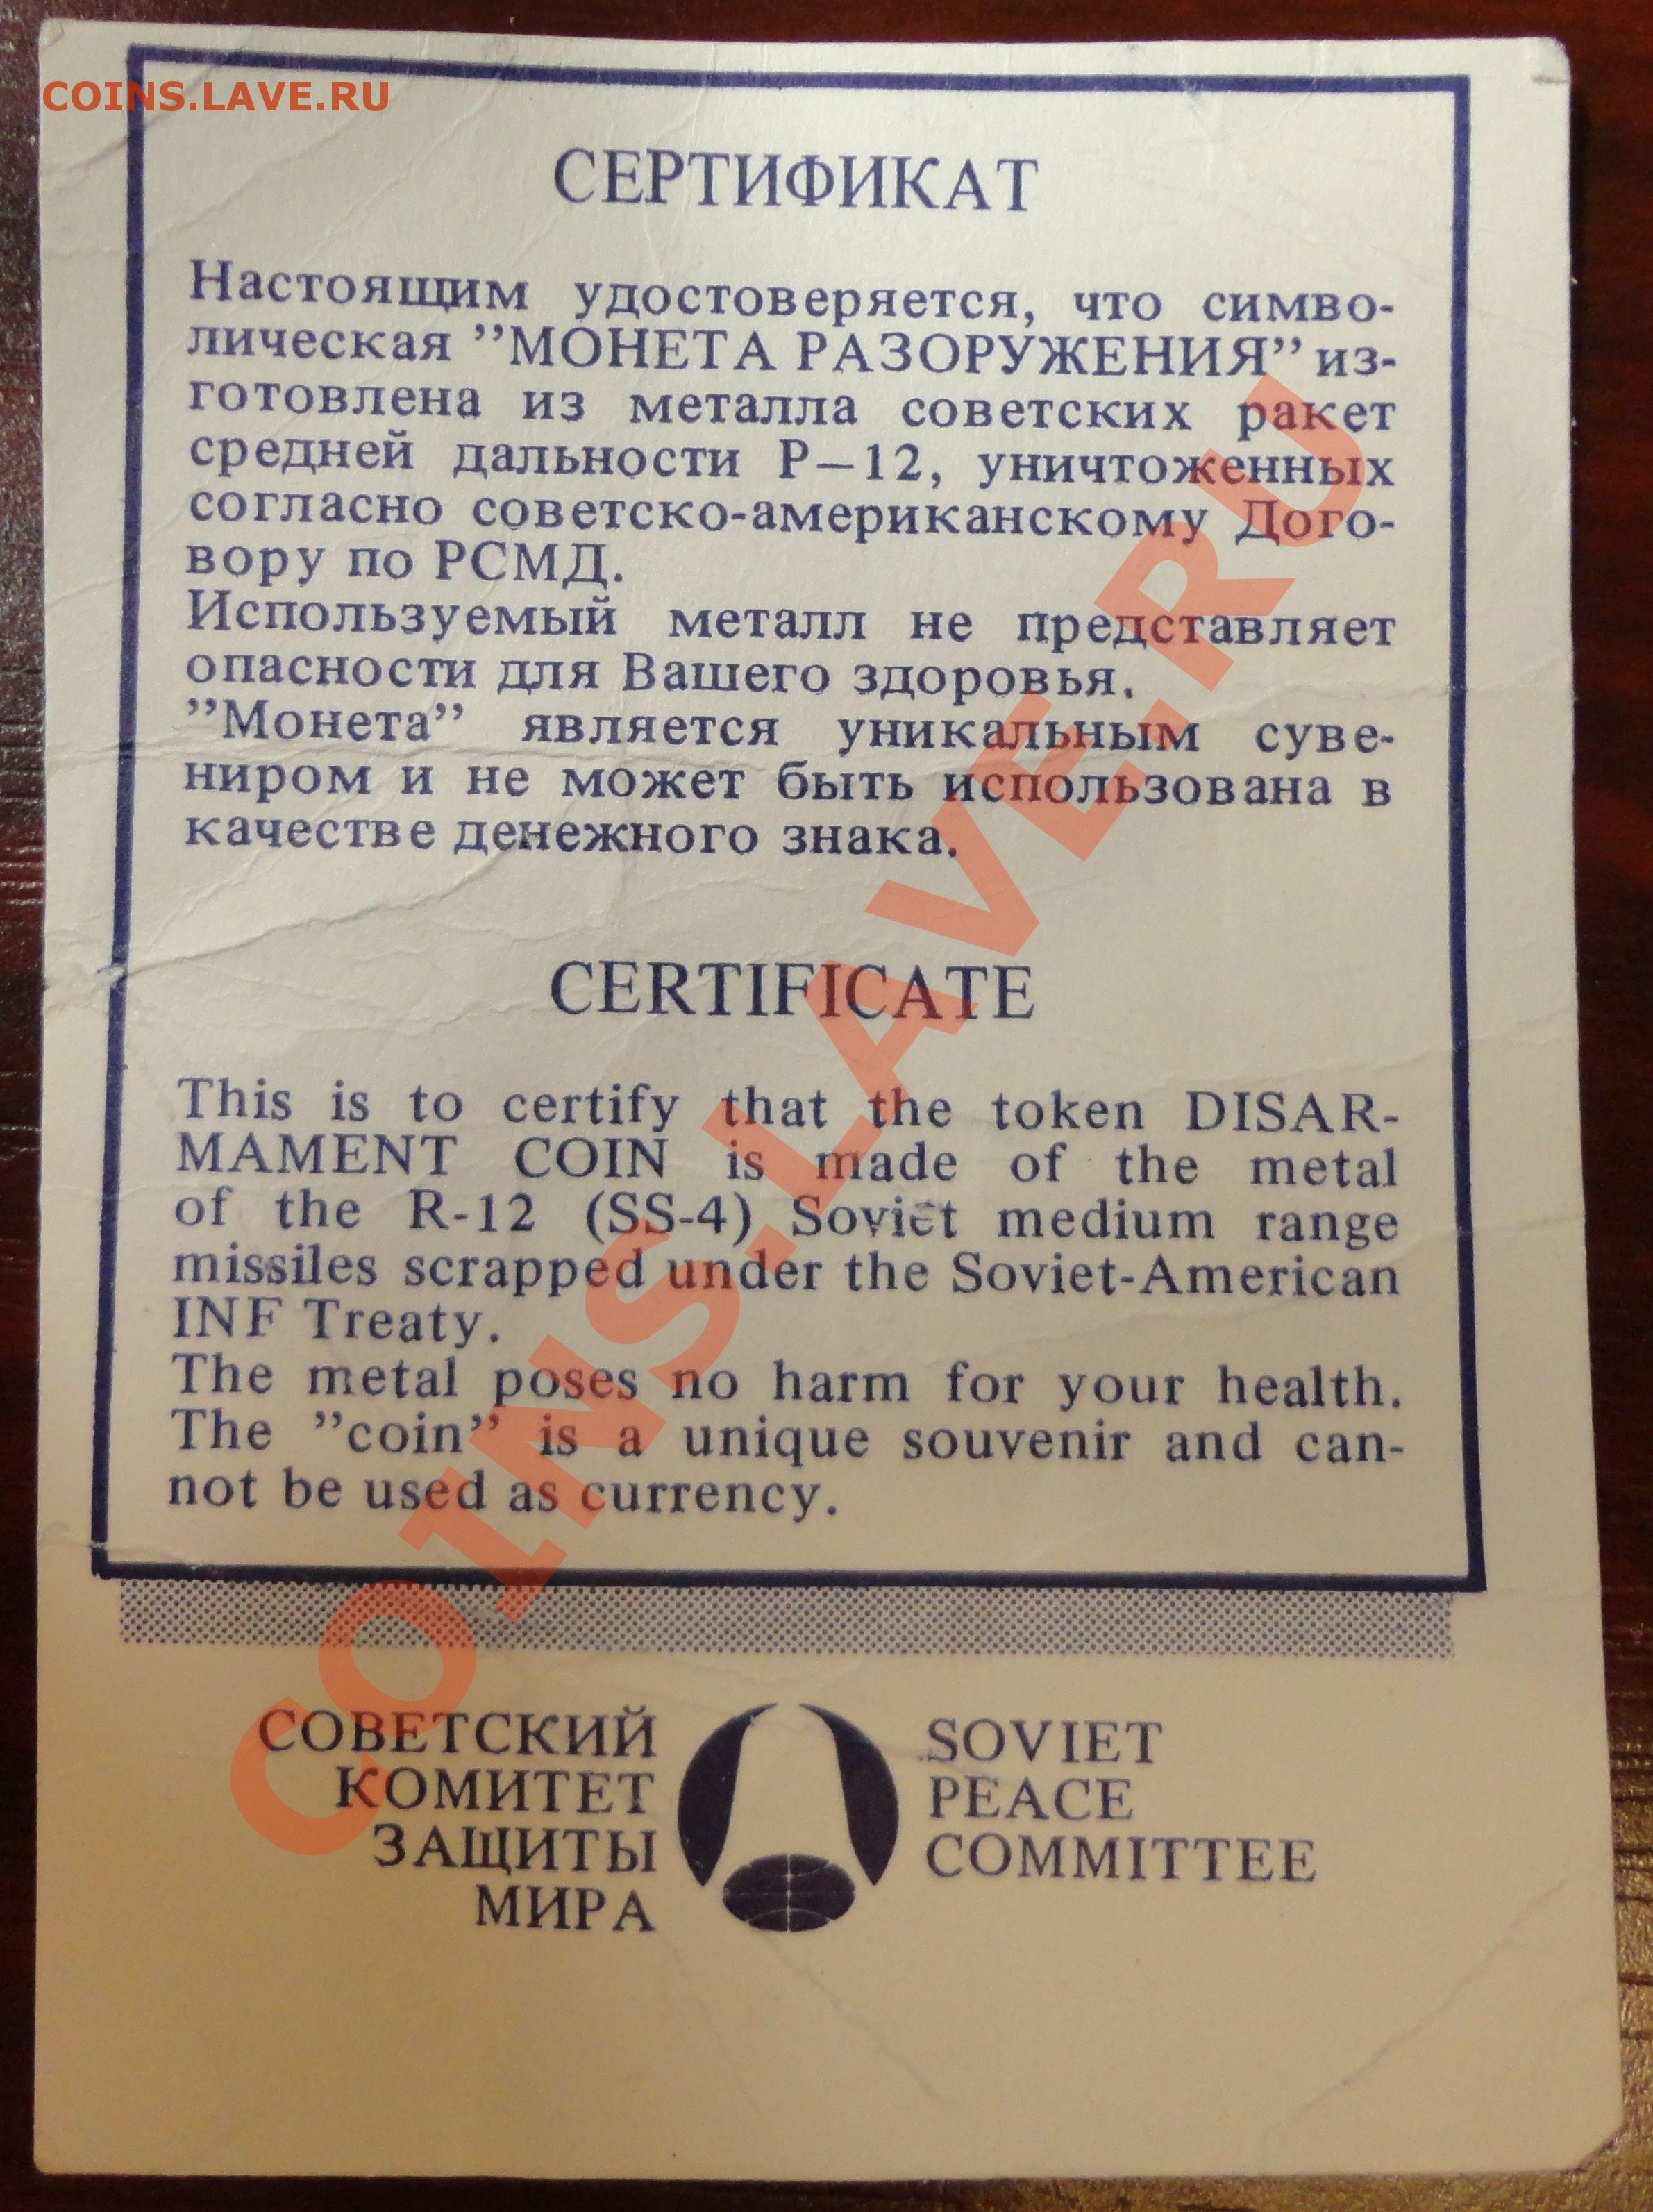 COINS.LAVE.RU
СЕРТИФИКАТ
Настоящим удостоверяется, что симво-
лическая ”МОНЕТА РАЗОРУЖЕНИЯ” из-
готовлена из металла советских ракет
средней дальности Р–12, уничтоженных
согласно советско-американскому Дого-
вору по РСМД.
Используемый металл не представляет
опасности для Вашего здоровья.
”Монета” является уникальным суве-
ниром и не может быть использована в
качестве денежного знака.
CERTIFICATE
This is to certify that the token DISAR-
MAMENT COIN is made of the metal
of the R-12 (SS-4) Soviet medium range
missiles scrapped under the Soviet-American
INF Treaty.
The metal poses no harm for your health.
The ”coin” is a unique souvenir and can-
not be used as currency.
СОВЕТСКИЙ
КОМИТЕТ
ЗАЩИТЫ
МИРА
SOVIET
PEACE
COMMITTEE
COINS.LAVE.RU